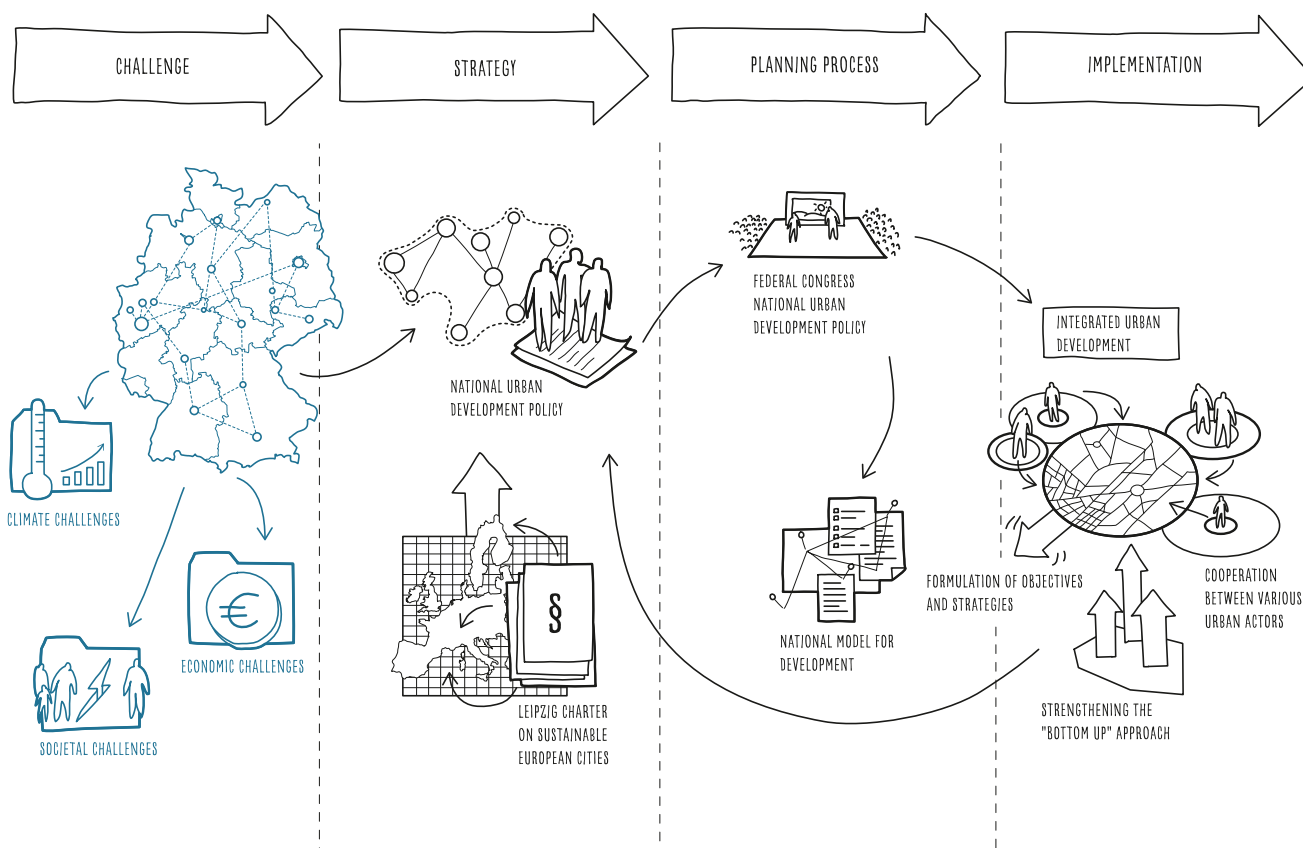 CHALLENGE
STRATEGY
PLANNING PROCESS
IMPLEMENTATION
CLIMATE CHALLENGES
ECONOMIC CHALLENGES
€
SOCIETAL CHALLENGES
NATIONAL URBAN
DEVELOPMENT POLICY
§
LEIPZIG CHARTER
ON SUSTAINABLE
EUROPEAN CITIES
FEDERAL CONGRESS
NATIONAL URBAN
DEVELOPMENT POLICY
NATIONAL MODEL FOR
DEVELOPMENT
INTEGRATED URBAN
DEVELOPMENT
FORMULATION OF OBJECTIVES
AND STRATEGIES
COOPERATION
BETWEEN VARIOUS
URBAN ACTORS
STRENGTHENING THE
"BOTTOM UP" APPROACH